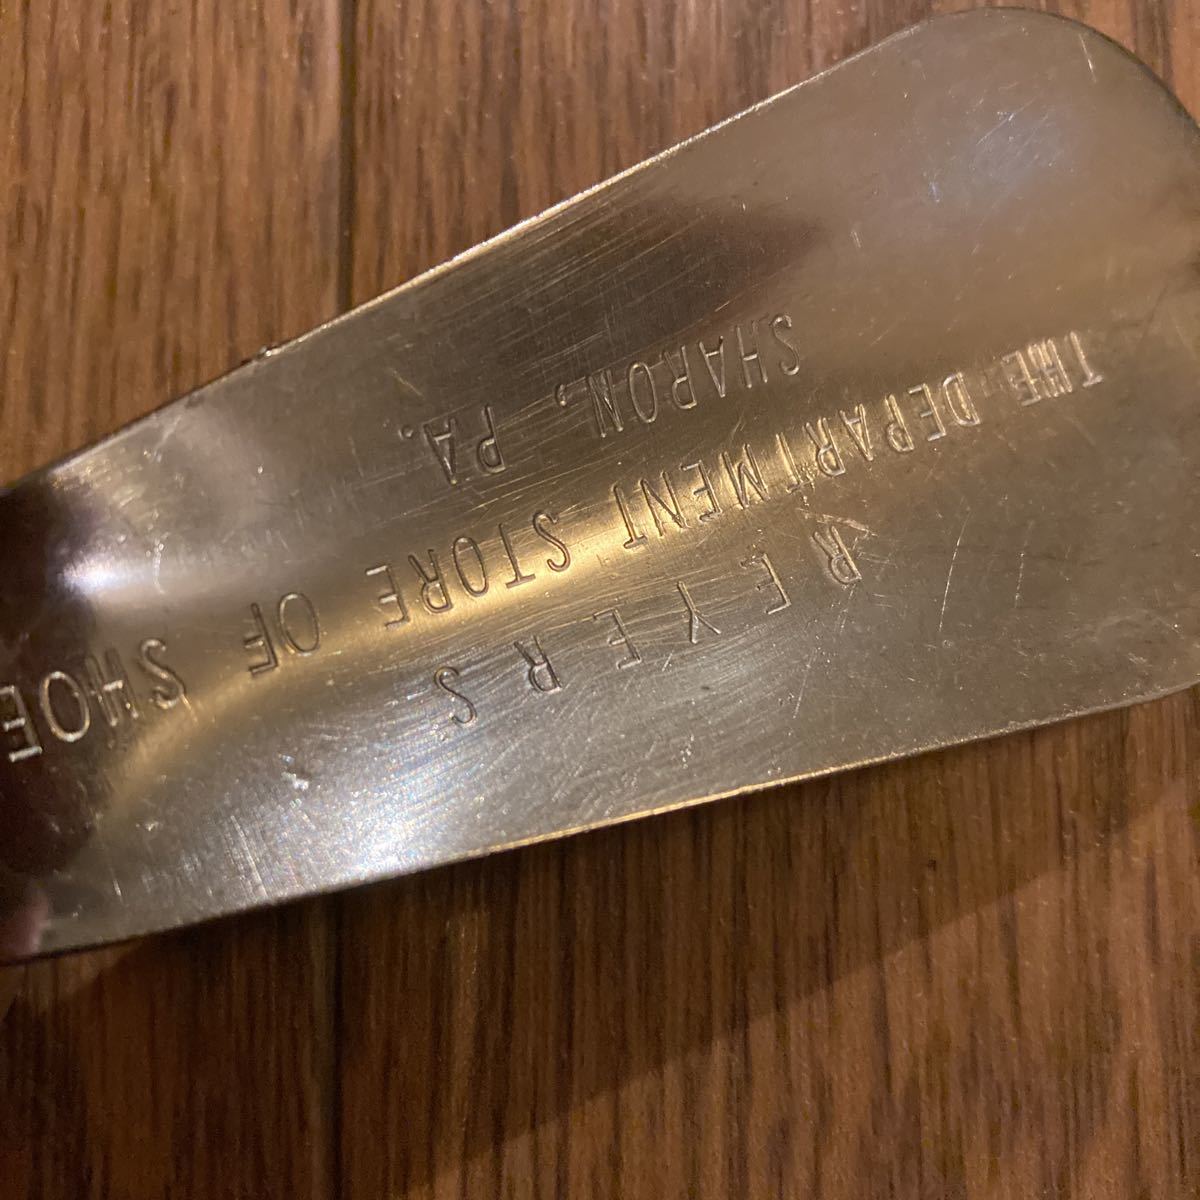 REYERS
THE DEPARTMENT STORE OF SHOE
SHARON, PA.